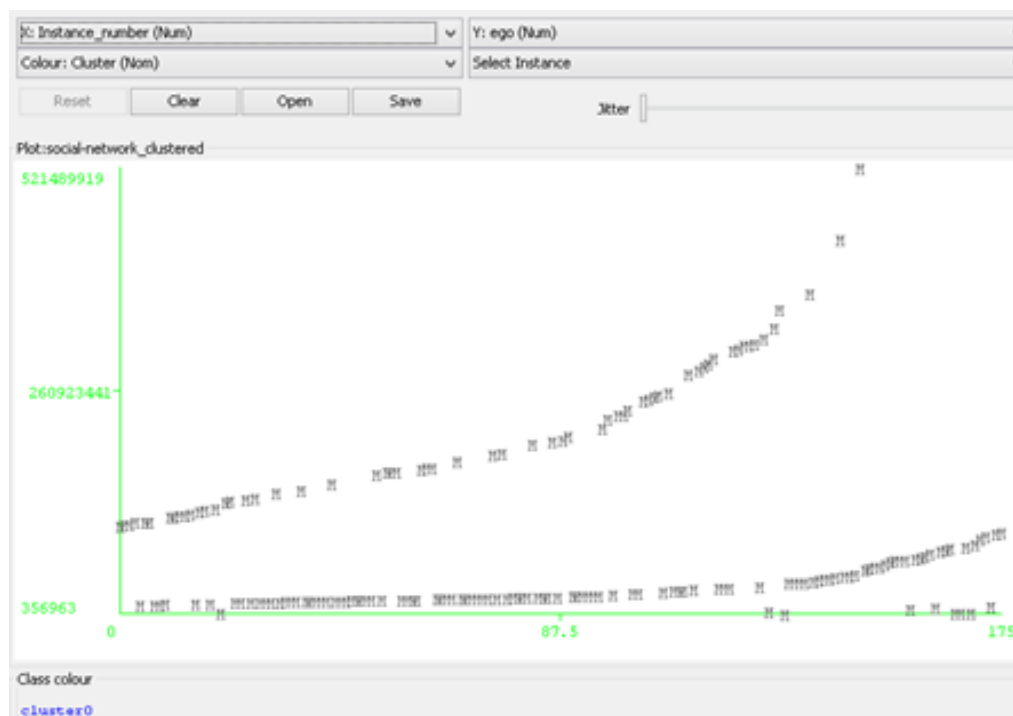 X: Instance_number (Num) Y: ego (Num)
Colour: Cluster (Nom) Select Instance
Reset Clear Open Save Jitter
Plot:social-network_clustered
521489919
260923441
356963
0 87.5 175
Class colour
cluster0